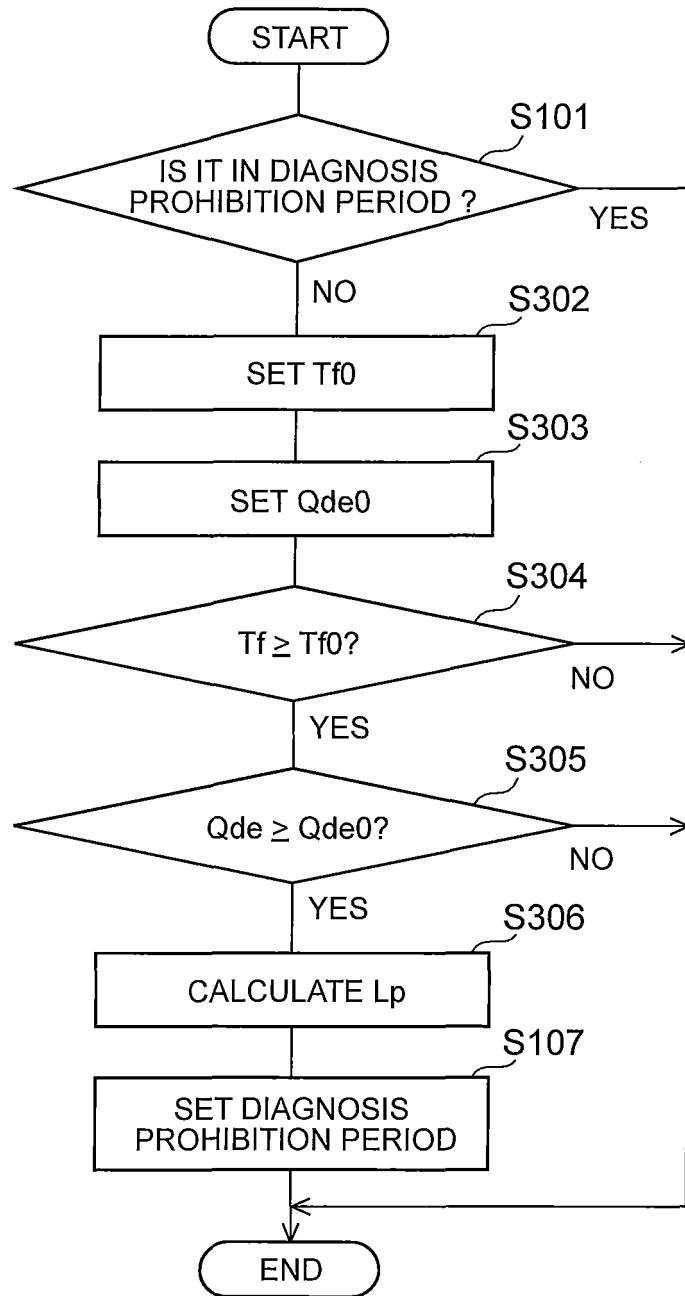 START
S101
IS IT IN DIAGNOSIS
PROHIBITION PERIOD ?
YES
NO
S302
SET Tf0
S303
SET Qde0
S304
Tf ≥ Tf0?
NO
YES
S305
Qde ≥ Qde0?
NO
YES
S306
CALCULATE Lp
S107
SET DIAGNOSIS
PROHIBITION PERIOD
END